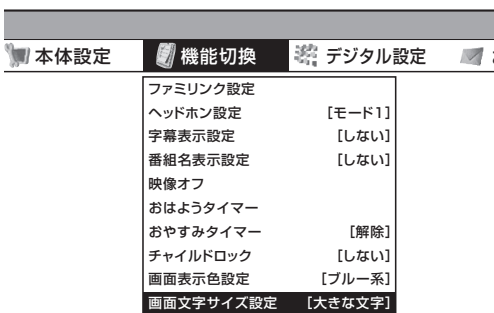 本体設定 機能切換 デジタル設定
ファミリンク設定
ヘッドホン設定 [モード1]
字幕表示設定 [しない]
番組名表示設定 [しない]
映像オフ
おはようタイマー
おやすみタイマー [解除]
チャイルドロック [しない]
画面表示色設定 [ブルー系]
画面文字サイズ設定 [大きな文字]